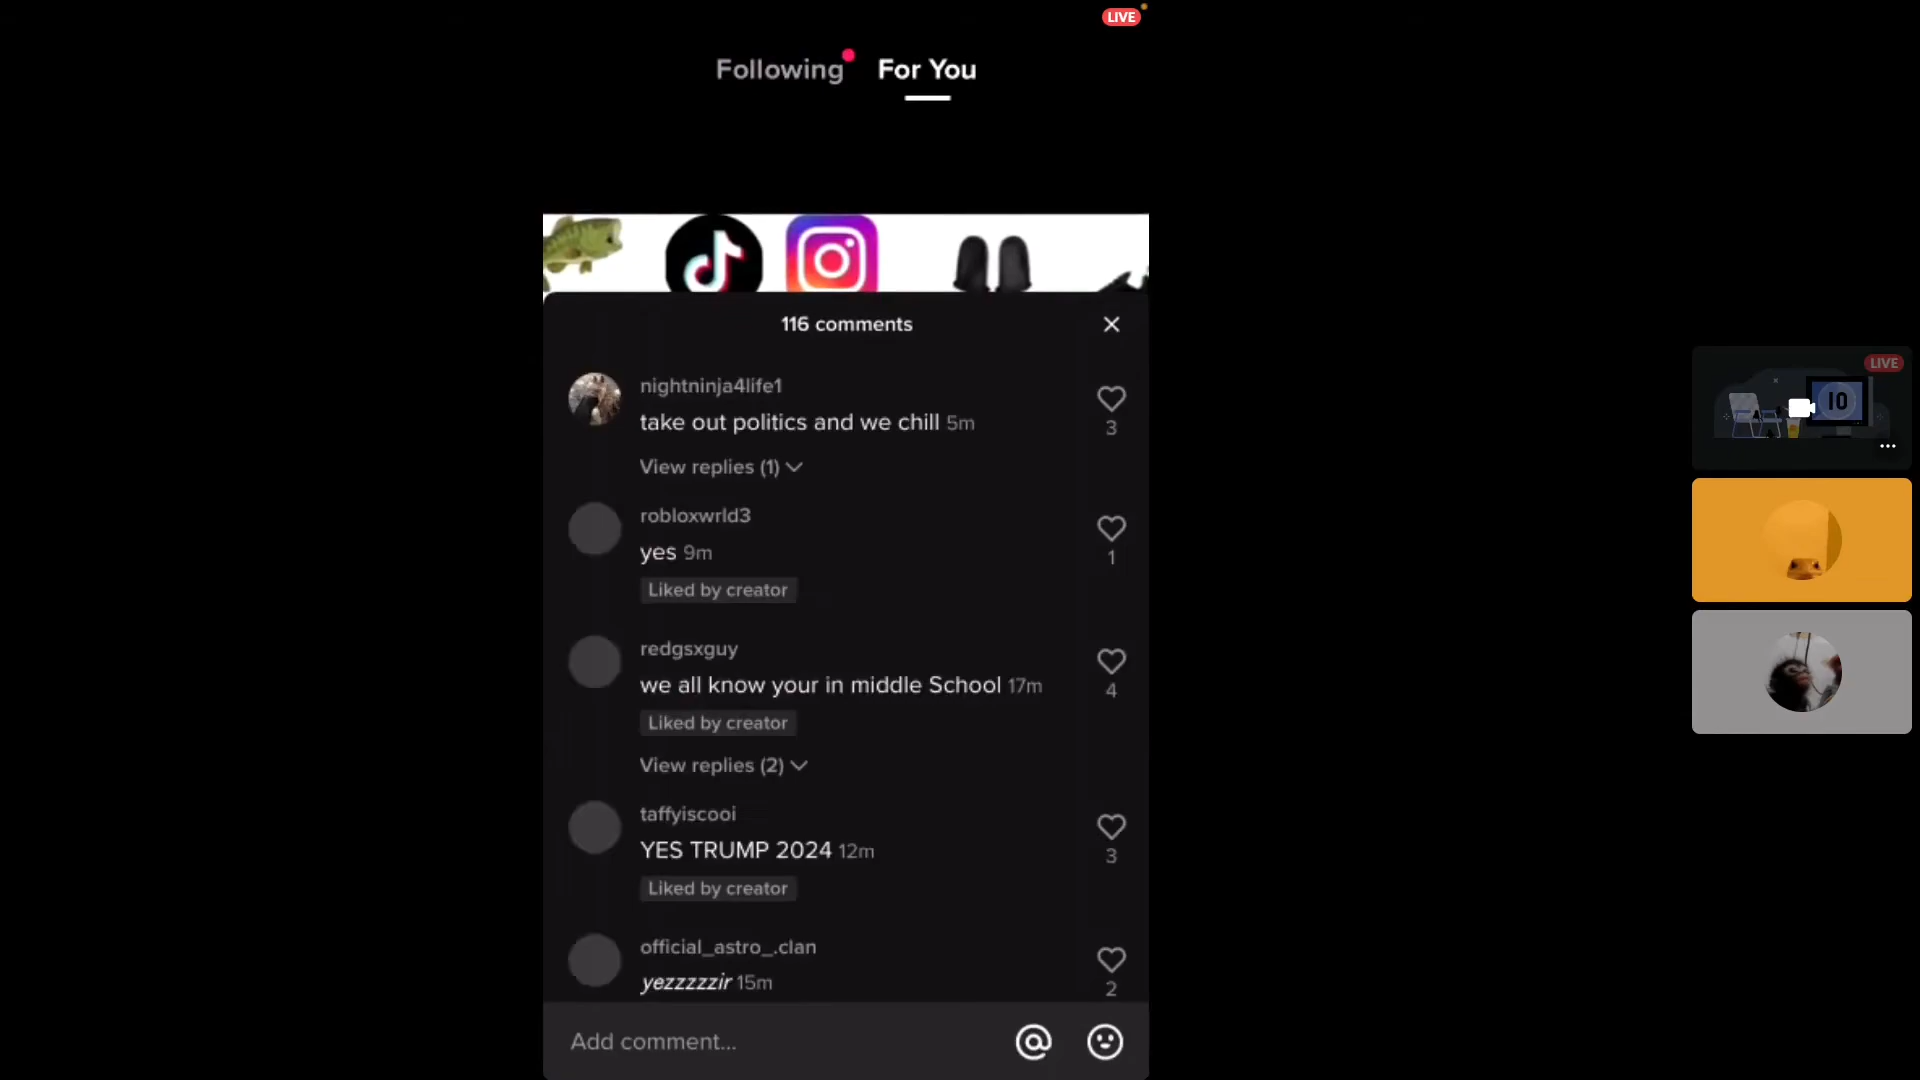 LIVE
Following For You
116 comments
nightninja4life1
take out politics and we chill 5m
3
View replies (1)
robloxwrld3
yes 9m
1
Liked by creator
redgsxguy
we all know your in middle School 17m
4
Liked by creator
View replies (2)
taffyiscooi
YES TRUMP 2024 12m
3
Liked by creator
official_astro_.clan
yezzzzzir 15m
2
Add comment...
LIVE
10